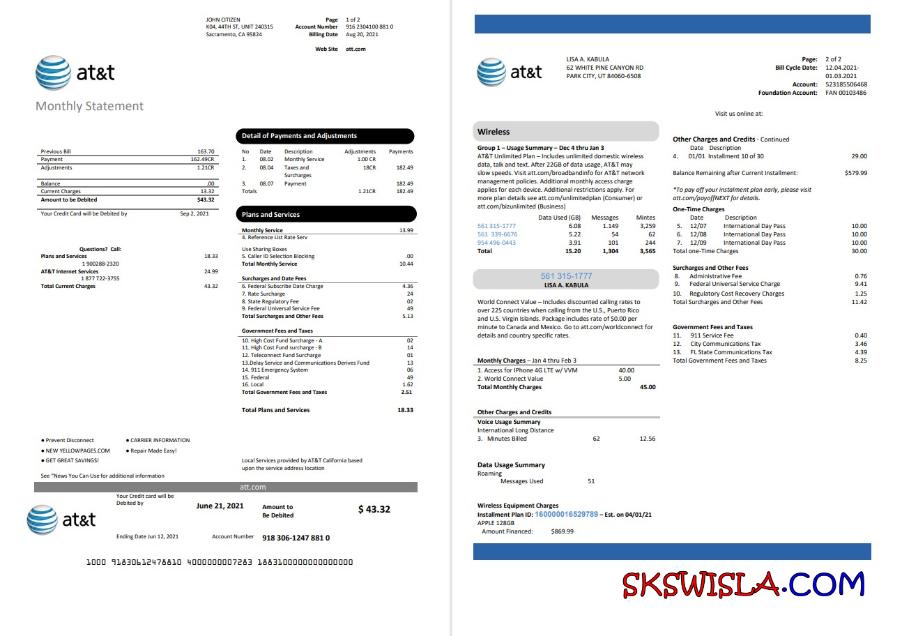 JOHN CITIZEN
K04, 44TH ST, UNIT 240315
Sacramento, CA 95834
Page 1 of 2
Account Number 916 2304100 881 0
Billing Date Aug 20, 2021
Web Site att.com
at&t
Monthly Statement
Previous Bill 163.70
Payment 162.49CR
Adjustments 1.21CR
Balance .00
Current Charges 13.32
Amount to be Debited $43.32
Your Credit card will be Debited by Sep 2, 2021
Questions? Call:
Plans and Services 18.33
1 900288-2320
AT&T Internet Services 24.99
1 877 722-3755
Total Current Charges 43.32
Detail of Payments and Adjustments
No Date Description Adjustments Payments
1. 08.02 Monthly Service 1.00 CR
2. 08.04 Taxes and 18CR 182.49
Surcharges
3. 08.07 Payment 182.49
Totals 1.21CR 182.49
Plans and Services
Monthly Service 13.99
4. Reference List Rate Serv
Use Sharing Boxes
5. Caller ID Selection Blocking .00
Total Monthly Service 10.44
Surcharges and Date Fees
6. Federal Subscribe Date Charge 4.36
7. Rate Surcharge 24
8. State Regulatory Fee 02
9. Federal Universal Service Fee 49
Total Surcharges and Other Fees 5.13
Government Fees and Taxes
10. High Cost Fund Surcharge - A 02
11. High Cost Fund surcharge - B 14
12. Teleconnect Fund Surcharge 01
13.Delay Service and Communications Derives Fund 13
14. 911 Emergency System 06
15. Federal 49
16. Local 1.62
Total Government Fees and Taxes 2.51
Total Plans and Services 18.33
● Prevent Disconnect ● CARRIER INFORMATION
● NEW YELLOWPAGES.COM ● Repair Made Easy!
● GET GREAT SAVINGS!
See "News You Can Use for additional information
Local Services provided by AT&T California based
upon the service address location
att.com
at&t
Your Credit card will be
Debited by
June 21, 2021
Amount to
Be Debited
$ 43.32
Ending Date Jun 12, 2021
Account Number 918 306-1247 881 0
1000 91830612478810 4000000007283 18831000000000000000
at&t
LISA A. KABULA
62 WHITE PINE CANYON RD
PARK CITY, UT 84060-6508
Page: 2 of 2
Bill Cycle Date: 12.04.2021-
01.03.2021
Account: 523185506468
Foundation Account: FAN 00103486
Visit us online at:
Wireless
Group 1 – Usage Summary – Dec 4 thru Jan 3
AT&T Unlimited Plan – Includes unlimited domestic wireless
data, talk and text. After 22GB of data usage, AT&T may
slow speeds. Visit att.com/broadbandinfo for AT&T network
management policies. Additional monthly access charge
applies for each device. Additional restrictions apply. For
more plan details see att.com/unlimitedplan (Consumer) or
att.com/bizunlimited (Business)
Data Used (GB) Messages Mintes
561 315-1777 6.08 1.149 3,259
561 339-6676 5.22 54 62
954 496-0443 3.91 101 244
Total 15.20 1,304 3,565
561 315-1777
LISA A. KABULA
World Connect Value – Includes discounted calling rates to
over 225 countries when calling from the U.S., Puerto Rico
and U.S. Virgin Islands. Package includes rate of $0.00 per
minute to Canada and Mexico. Go to att.com/worldconnect for
details and country specific rates.
Monthly Charges – Jan 4 thru Feb 3
1. Access for IPhone 4G LTE w/ VVM 40.00
2. World Connect Value 5.00
Total Monthly Charges 45.00
Other Charges and Credits
Voice Usage Summary
International Long Distance
3. Minutes Billed 62 12.56
Data Usage Summary
Roaming
Messages Used 51
Wireless Equipment Charges
Installment Plan ID: 160000016529789 – Est. on 04/01/21
APPLE 128GB
Amount Financed: $869.99
Other Charges and Credits - Continued
Date Description
4. 01/01 Installment 10 of 30 29.00
Balance Remaining after Current Installment: $579.99
*To pay off your instalment plan early, please visit
att.com/payoffNEXT for details.
One-Time Charges
Date Description
5. 12/07 International Day Pass 10.00
6. 12/08 International Day Pass 10.00
7. 12/09 International Day Pass 10.00
Total one-Time Charges 30.00
Surcharges and Other Fees
8. Administrative Fee 0.76
9. Federal Universal Service Charge 9.41
10. Regulatory Cost Recovery Charges 1.25
Total Surcharges and Other Fees 11.42
Government Fees and Taxes
11. 911 Service Fee 0.40
12. City Communications Tax 3.46
13. FL State Communications Tax 4.39
Total Government Fees and Taxes 8.25
SKSWISLA.COM